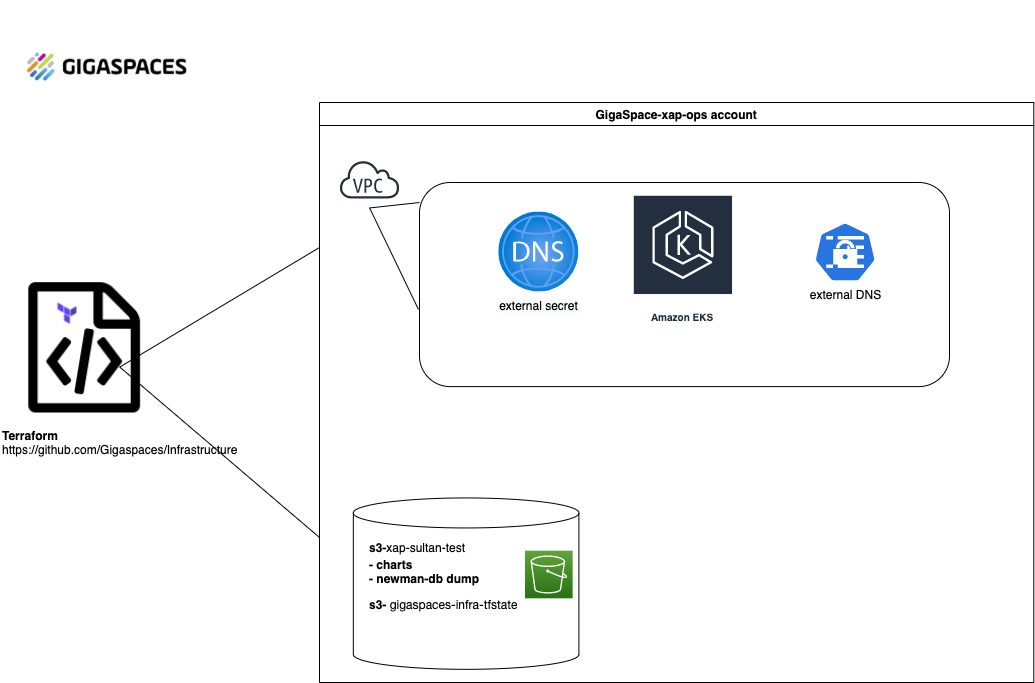 GIGASPACES
GigaSpace-xap-ops account
VPC
DNS
K
external secret
Amazon EKS
external DNS
</>
Terraform
https://github.com/Gigaspaces/Infrastructure
s3-xap-sultan-test
- charts
- newman-db dump
s3- gigaspaces-infra-tfstate